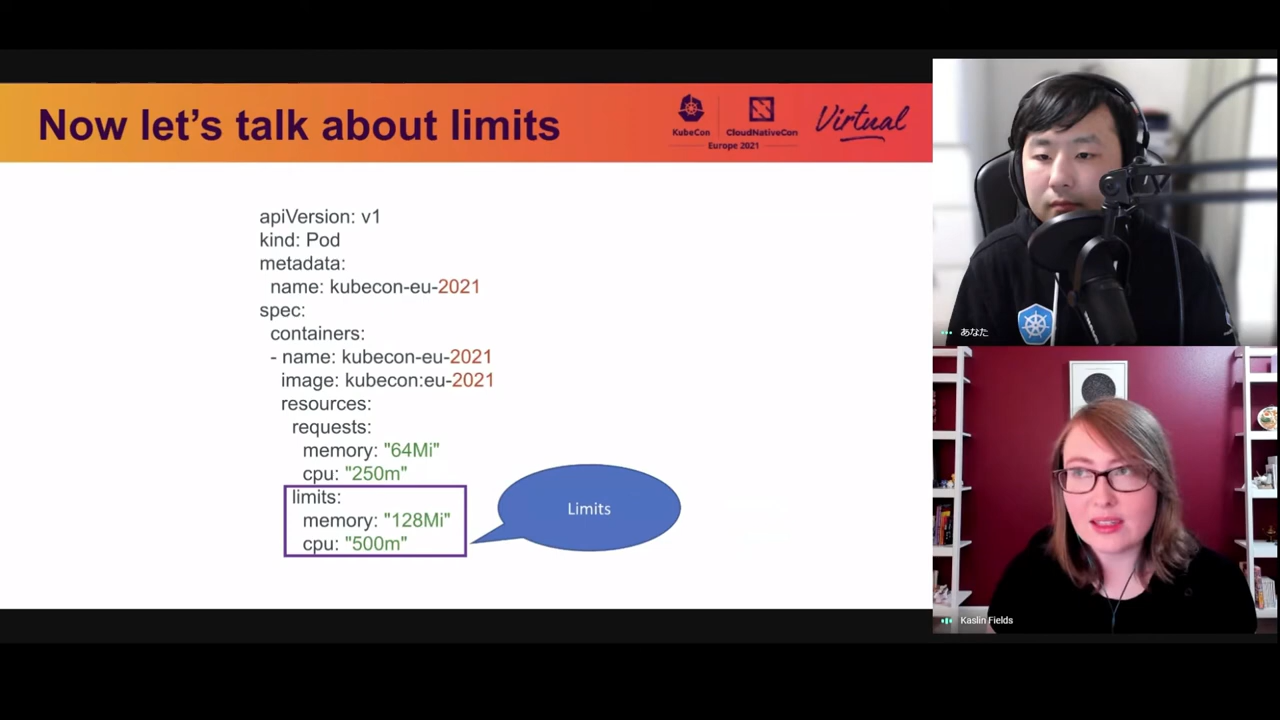 Now let's talk about limits
KubeCon
CloudNativeCon
Europe 2021
Virtual
apiVersion: v1
kind: Pod
metadata:
name: kubecon-eu-2021
spec:
containers:
- name: kubecon-eu-2021
image: kubecon:eu-2021
resources:
requests:
memory: "64Mi"
cpu: "250m"
limits:
memory: "128Mi"
cpu: "500m"
Limits
あなた
Kaslin Fields